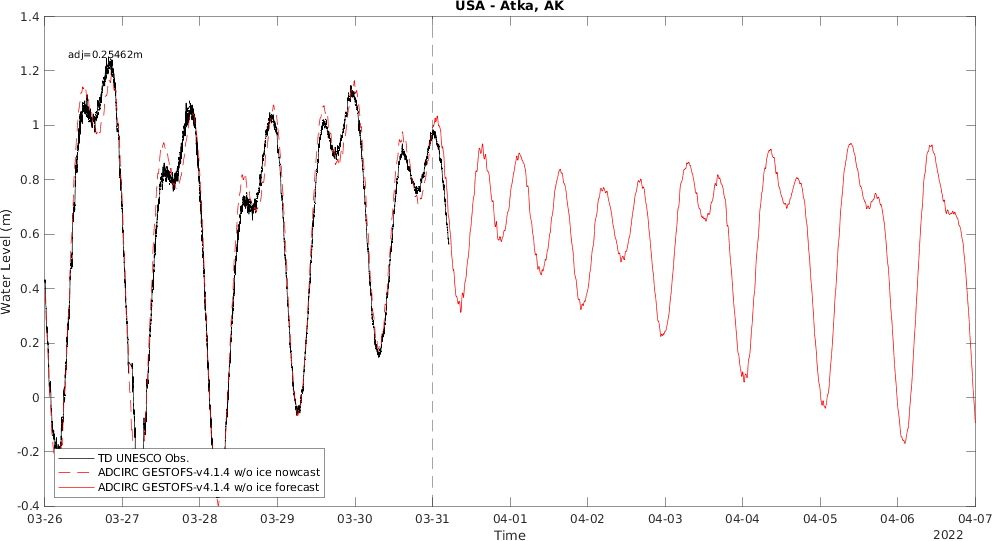 USA - Atka, AK
adj=0.25462m
1.4
1.2
1
0.8
0.6
0.4
0.2
0
-0.2
-0.4
Water Level (m)
TD UNESCO Obs.
ADCIRC GESTOFS-v4.1.4 w/o ice nowcast
ADCIRC GESTOFS-v4.1.4 w/o ice forecast
03-26 03-27 03-28 03-29 03-30 03-31 04-01 04-02 04-03 04-04 04-05 04-06 04-07
Time
2022